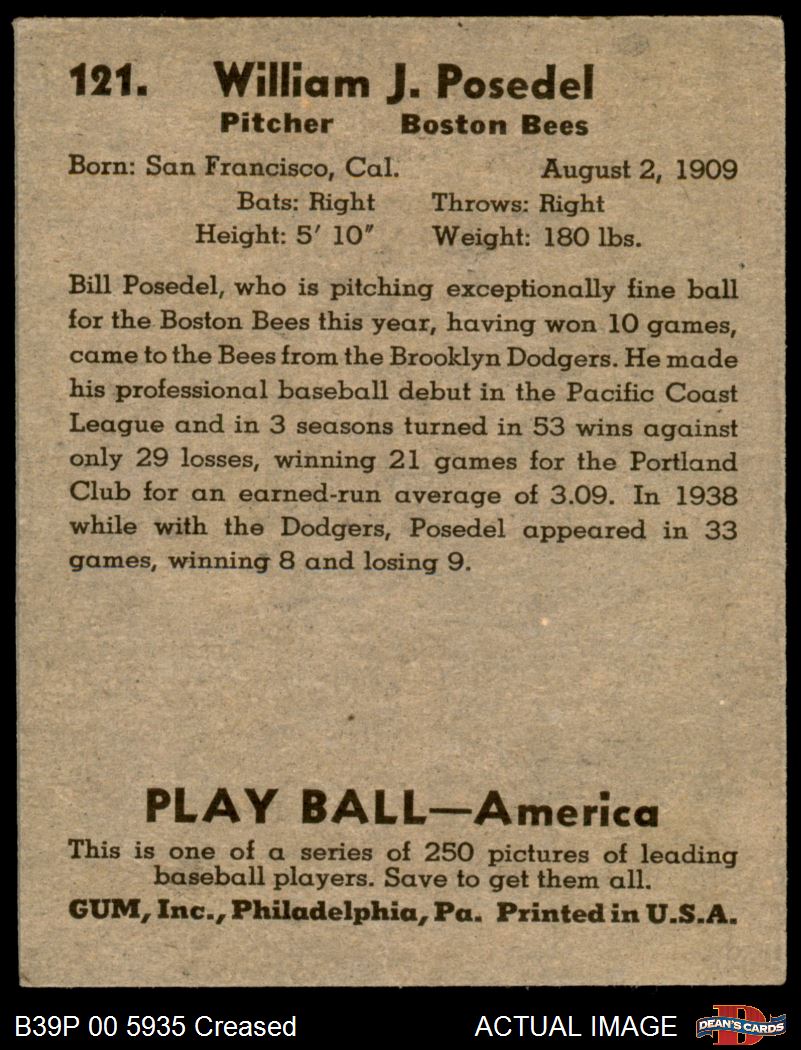 121. William J. Posedel
Pitcher Boston Bees
Born: San Francisco, Cal. August 2, 1909
Bats: Right Throws: Right
Height: 5′ 10″ Weight: 180 lbs.
Bill Posedel, who is pitching exceptionally fine ball
for the Boston Bees this year, having won 10 games,
came to the Bees from the Brooklyn Dodgers. He made
his professional baseball debut in the Pacific Coast
League and in 3 seasons turned in 53 wins against
only 29 losses, winning 21 games for the Portland
Club for an earned-run average of 3.09. In 1938
while with the Dodgers, Posedel appeared in 33
games, winning 8 and losing 9.
PLAY BALL—America
This is one of a series of 250 pictures of leading
baseball players. Save to get them all.
GUM, Inc., Philadelphia, Pa. Printed in U.S.A.
B39P 00 5935 Creased ACTUAL IMAGE D DEAN'S CARDS